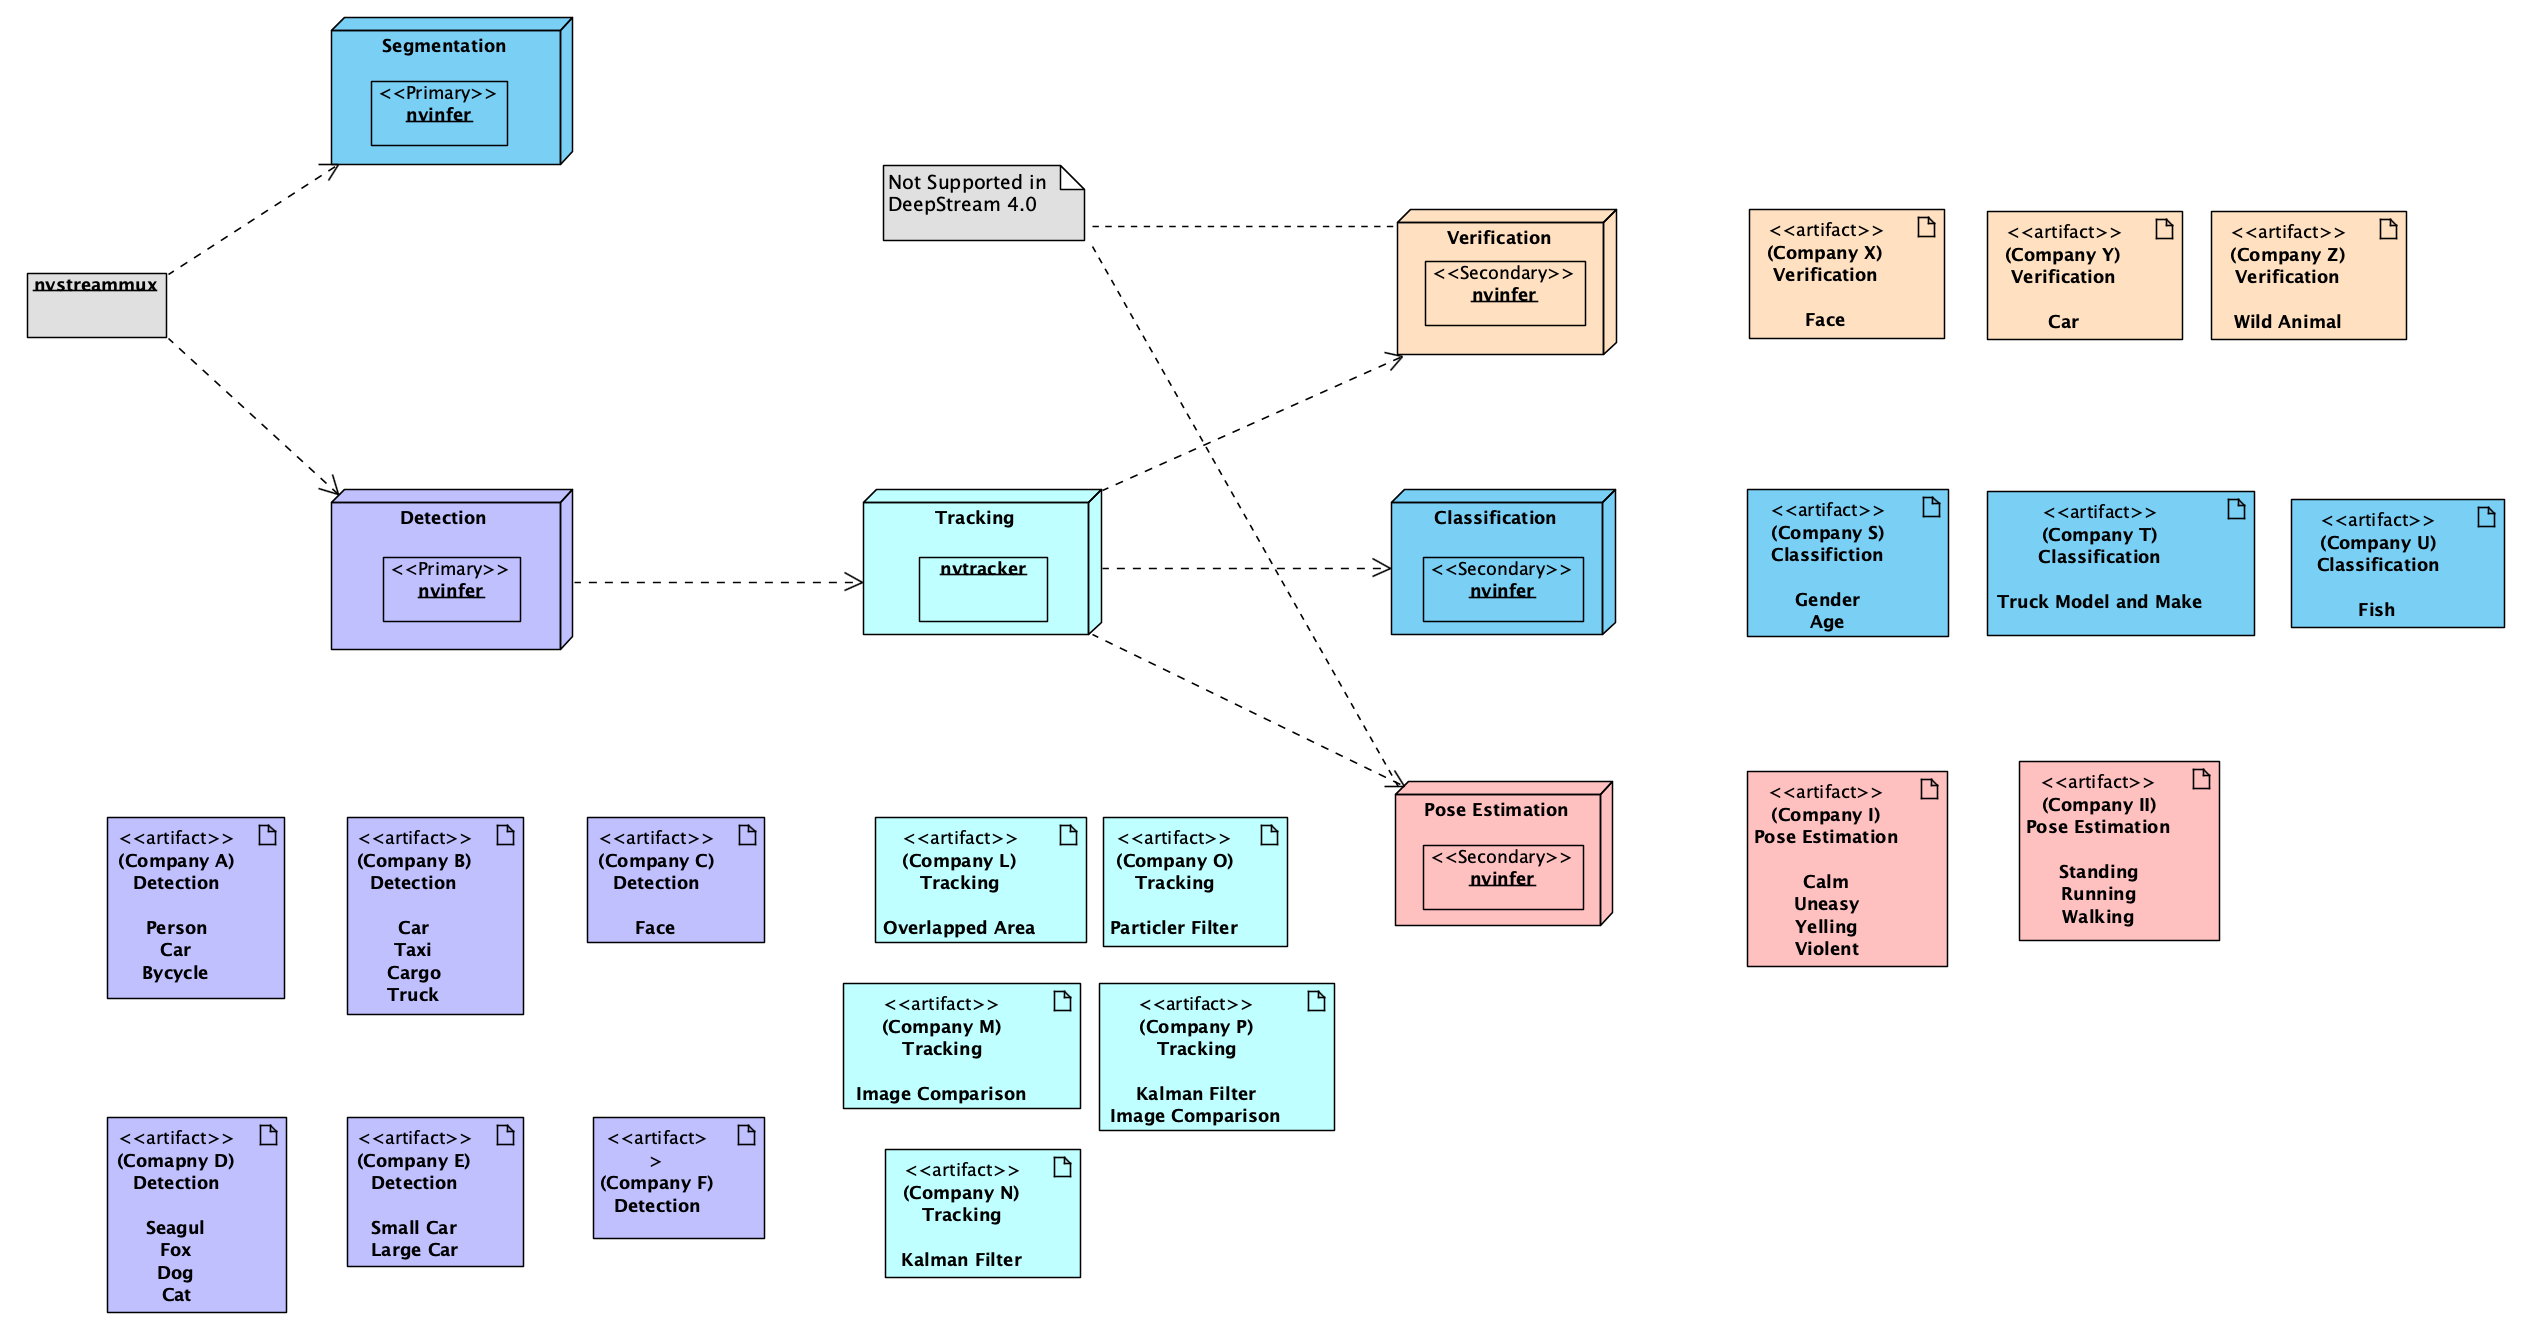 Segmentation
<<Primary>>
nvinfer
nvstreammux
Not Supported in
DeepStream 4.0
Verification
<<Secondary>>
nvinfer
<<artifact>>
(Company X)
Verification
Face
<<artifact>>
(Company Y)
Verification
Car
<<artifact>>
(Company Z)
Verification
Wild Animal
Detection
<<Primary>>
nvinfer
Tracking
nvtracker
Classification
<<Secondary>>
nvinfer
<<artifact>>
(Company S)
Classifiction
Gender
Age
<<artifact>>
(Company T)
Classification
Truck Model and Make
<<artifact>>
(Company U)
Classification
Fish
Pose Estimation
<<Secondary>>
nvinfer
<<artifact>>
(Company I)
Pose Estimation
Calm
Uneasy
Yelling
Violent
<<artifact>>
(Company II)
Pose Estimation
Standing
Running
Walking
<<artifact>>
(Company A)
Detection
Person
Car
Bycycle
<<artifact>>
(Company B)
Detection
Car
Taxi
Cargo
Truck
<<artifact>>
(Company C)
Detection
Face
<<artifact>>
(Company L)
Tracking
Overlapped Area
<<artifact>>
(Company O)
Tracking
Particler Filter
<<artifact>>
(Company M)
Tracking
Image Comparison
<<artifact>>
(Company P)
Tracking
Kalman Filter
Image Comparison
<<artifact>>
(Comapny D)
Detection
Seagul
Fox
Dog
Cat
<<artifact>>
(Company E)
Detection
Small Car
Large Car
<<artifact>
>
(Company F)
Detection
<<artifact>>
(Company N)
Tracking
Kalman Filter